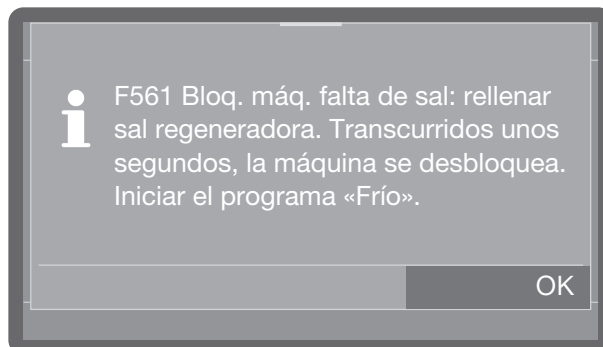 F561 Bloq. máq. falta de sal: rellenar
sal regeneradora. Transcurridos unos
segundos, la máquina se desbloquea.
Iniciar el programa «Frío».
OK